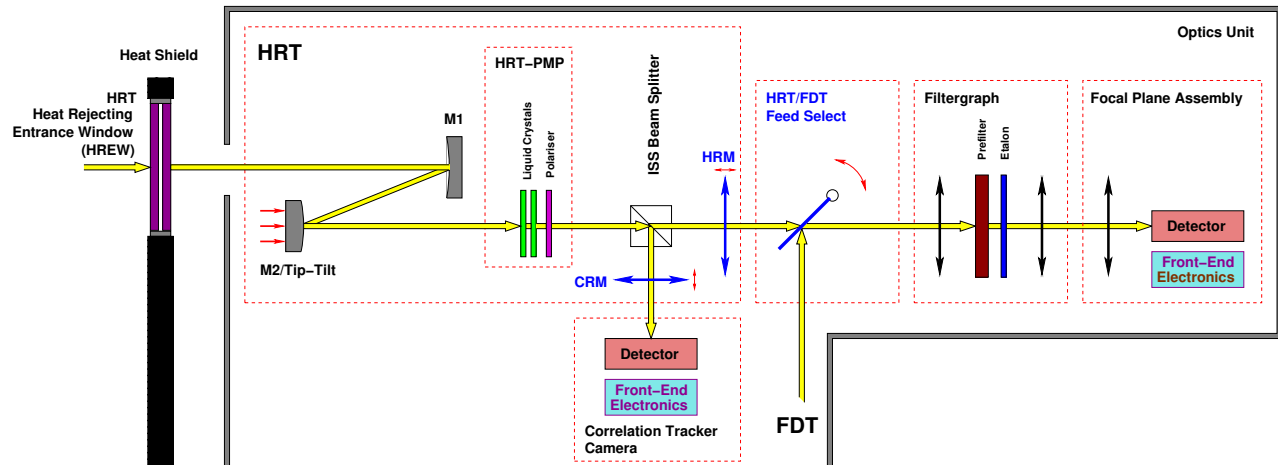 Optics Unit
Heat Shield
HRT
Heat Rejecting
Entrance Window
(HREW)
HRT
M1
M2/Tip−Tilt
HRT−PMP
Liquid Crystals
Polariser
ISS Beam Splitter
HRM
CRM
HRT/FDT
Feed Select
FDT
Filtergraph
Prefilter
Etalon
Focal Plane Assembly
Detector
Front−End
Electronics
Detector
Front−End
Electronics
Correlation Tracker
Camera